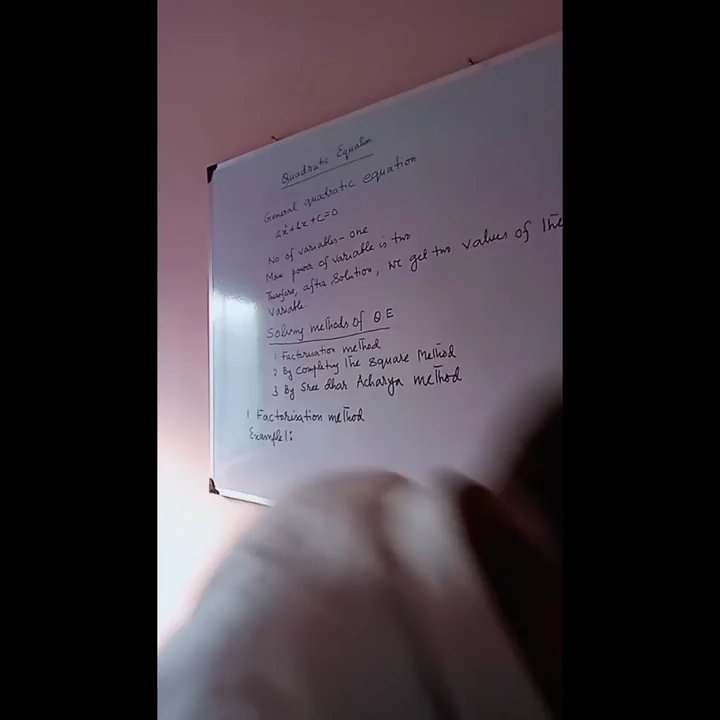 Quadratic Equation
General quadratic equation
ax²+bx+c=0
No of variables - one
Max power of variable is two
Therefore, after solution, we get two values of the
variable.
Solving methods of QE
1 Factorisation method
2 By Completing the square Method
3 By Sree dhar Acharya method
1 Factorisation method
Example 1: